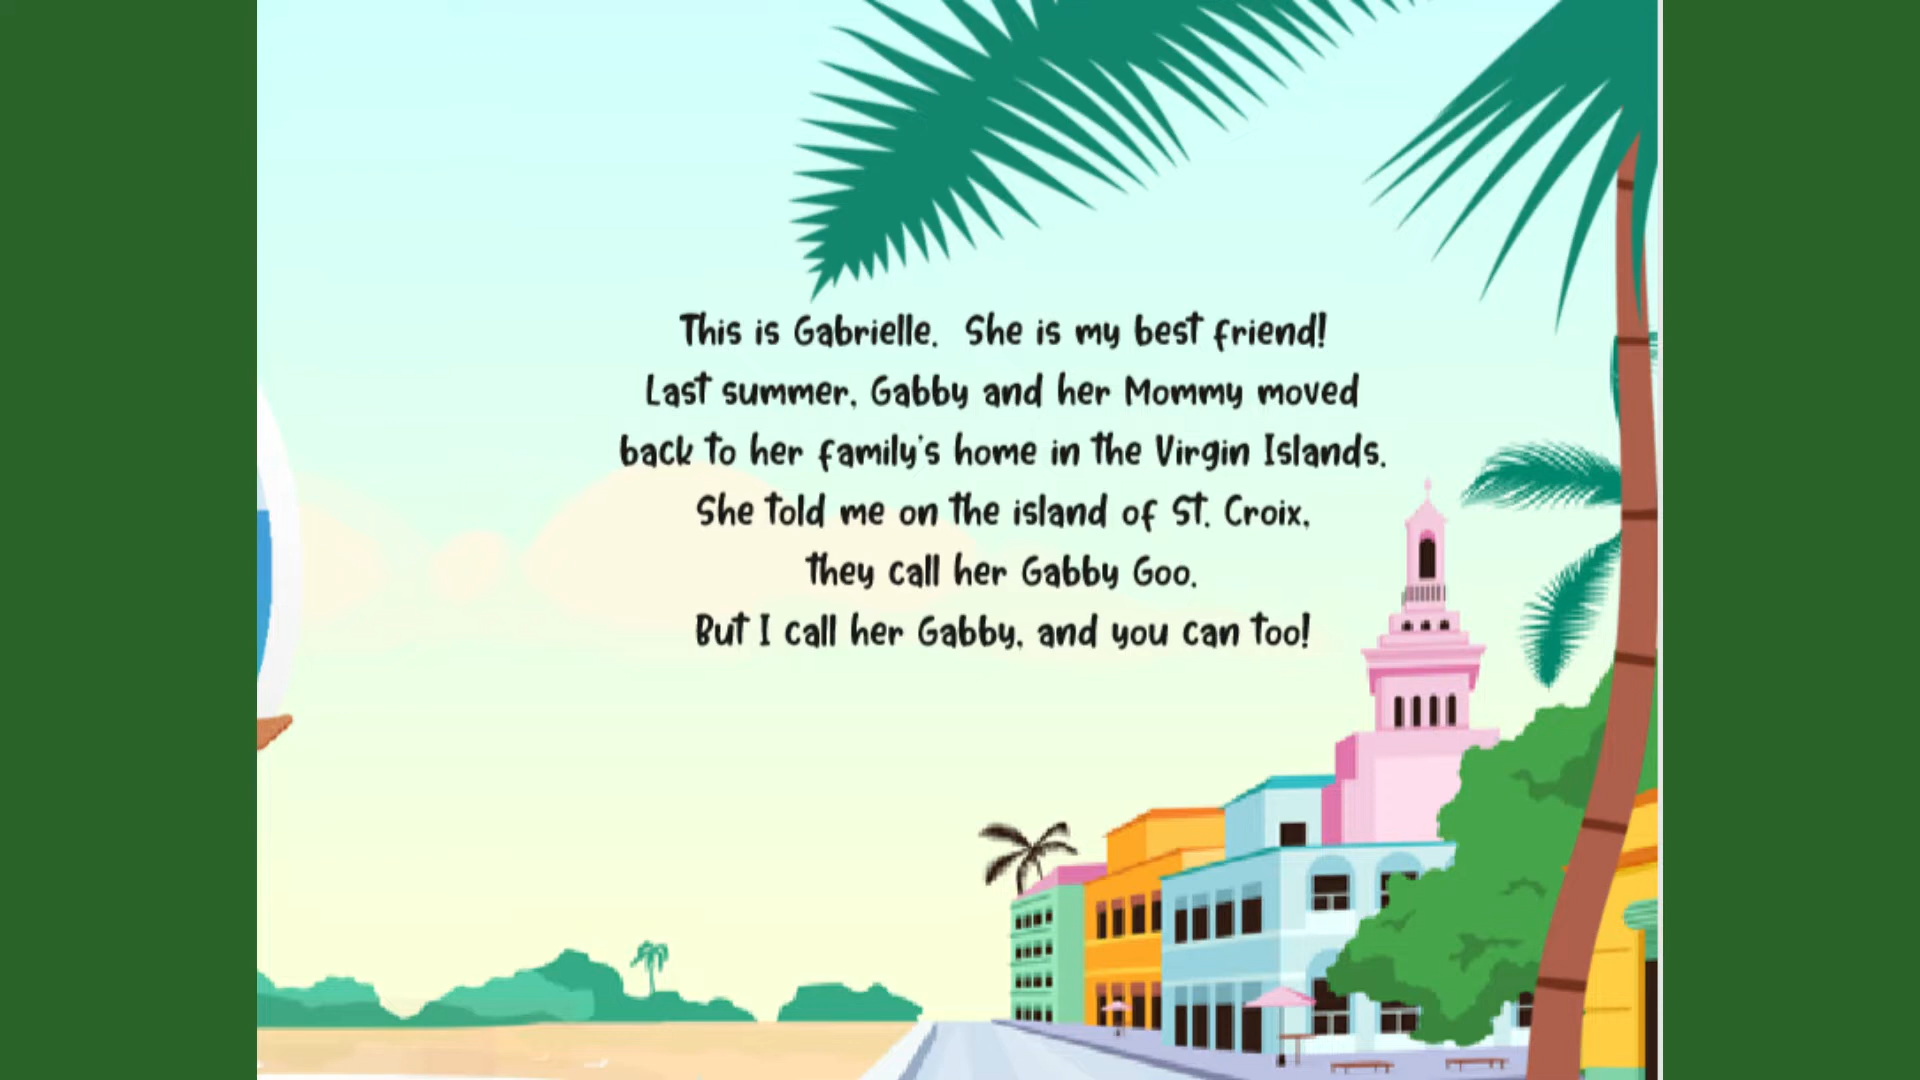 This is Gabrielle.  She is my best friend!
Last summer, Gabby and her Mommy moved
back to her family's home in the Virgin Islands.
She told me on the island of St. Croix,
they call her Gabby Goo.
But I call her Gabby, and you can too!